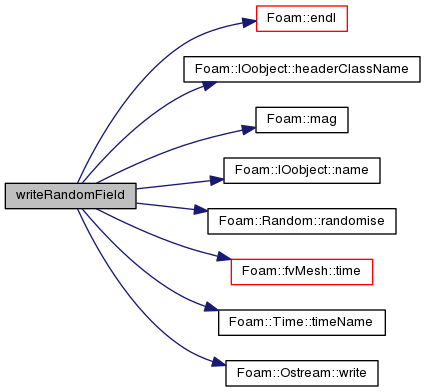 Foam::endl
Foam::IOobject::headerClassName
Foam::mag
Foam::IOobject::name
writeRandomField
Foam::Random::randomise
Foam::fvMesh::time
Foam::Time::timeName
Foam::Ostream::write